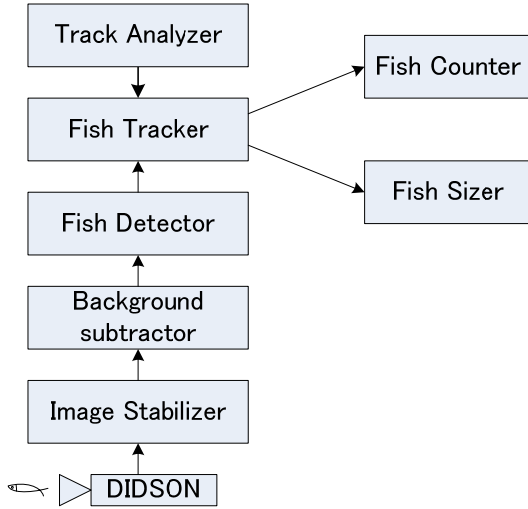 Track Analyzer
Fish Counter
Fish Tracker
Fish Sizer
Fish Detector
Background
subtractor
Image Stabilizer
DIDSON